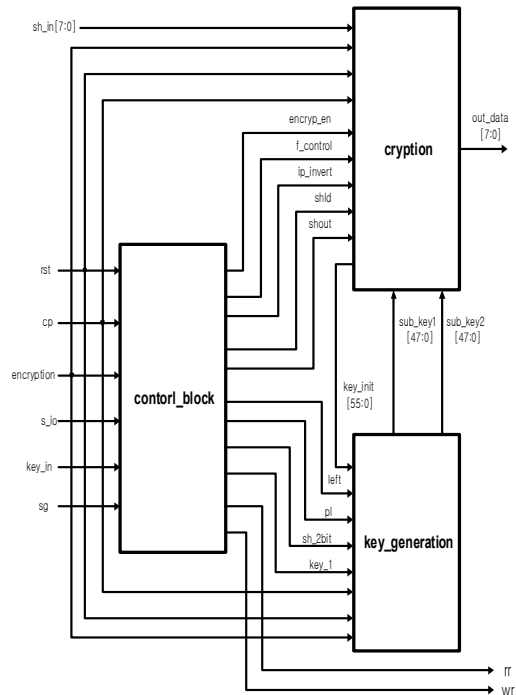 sh_in[7:0]
encryp_en
f_control
ip_invert
shld
shout
cryption
out_data
[7:0]
rst
cp
encryption
s_io
key_in
sg
contorl_block
sub_key1
[47:0]
sub_key2
[47:0]
key_init
[55:0]
left
pl
sh_2bit
key_1
key_generation
rr
wr